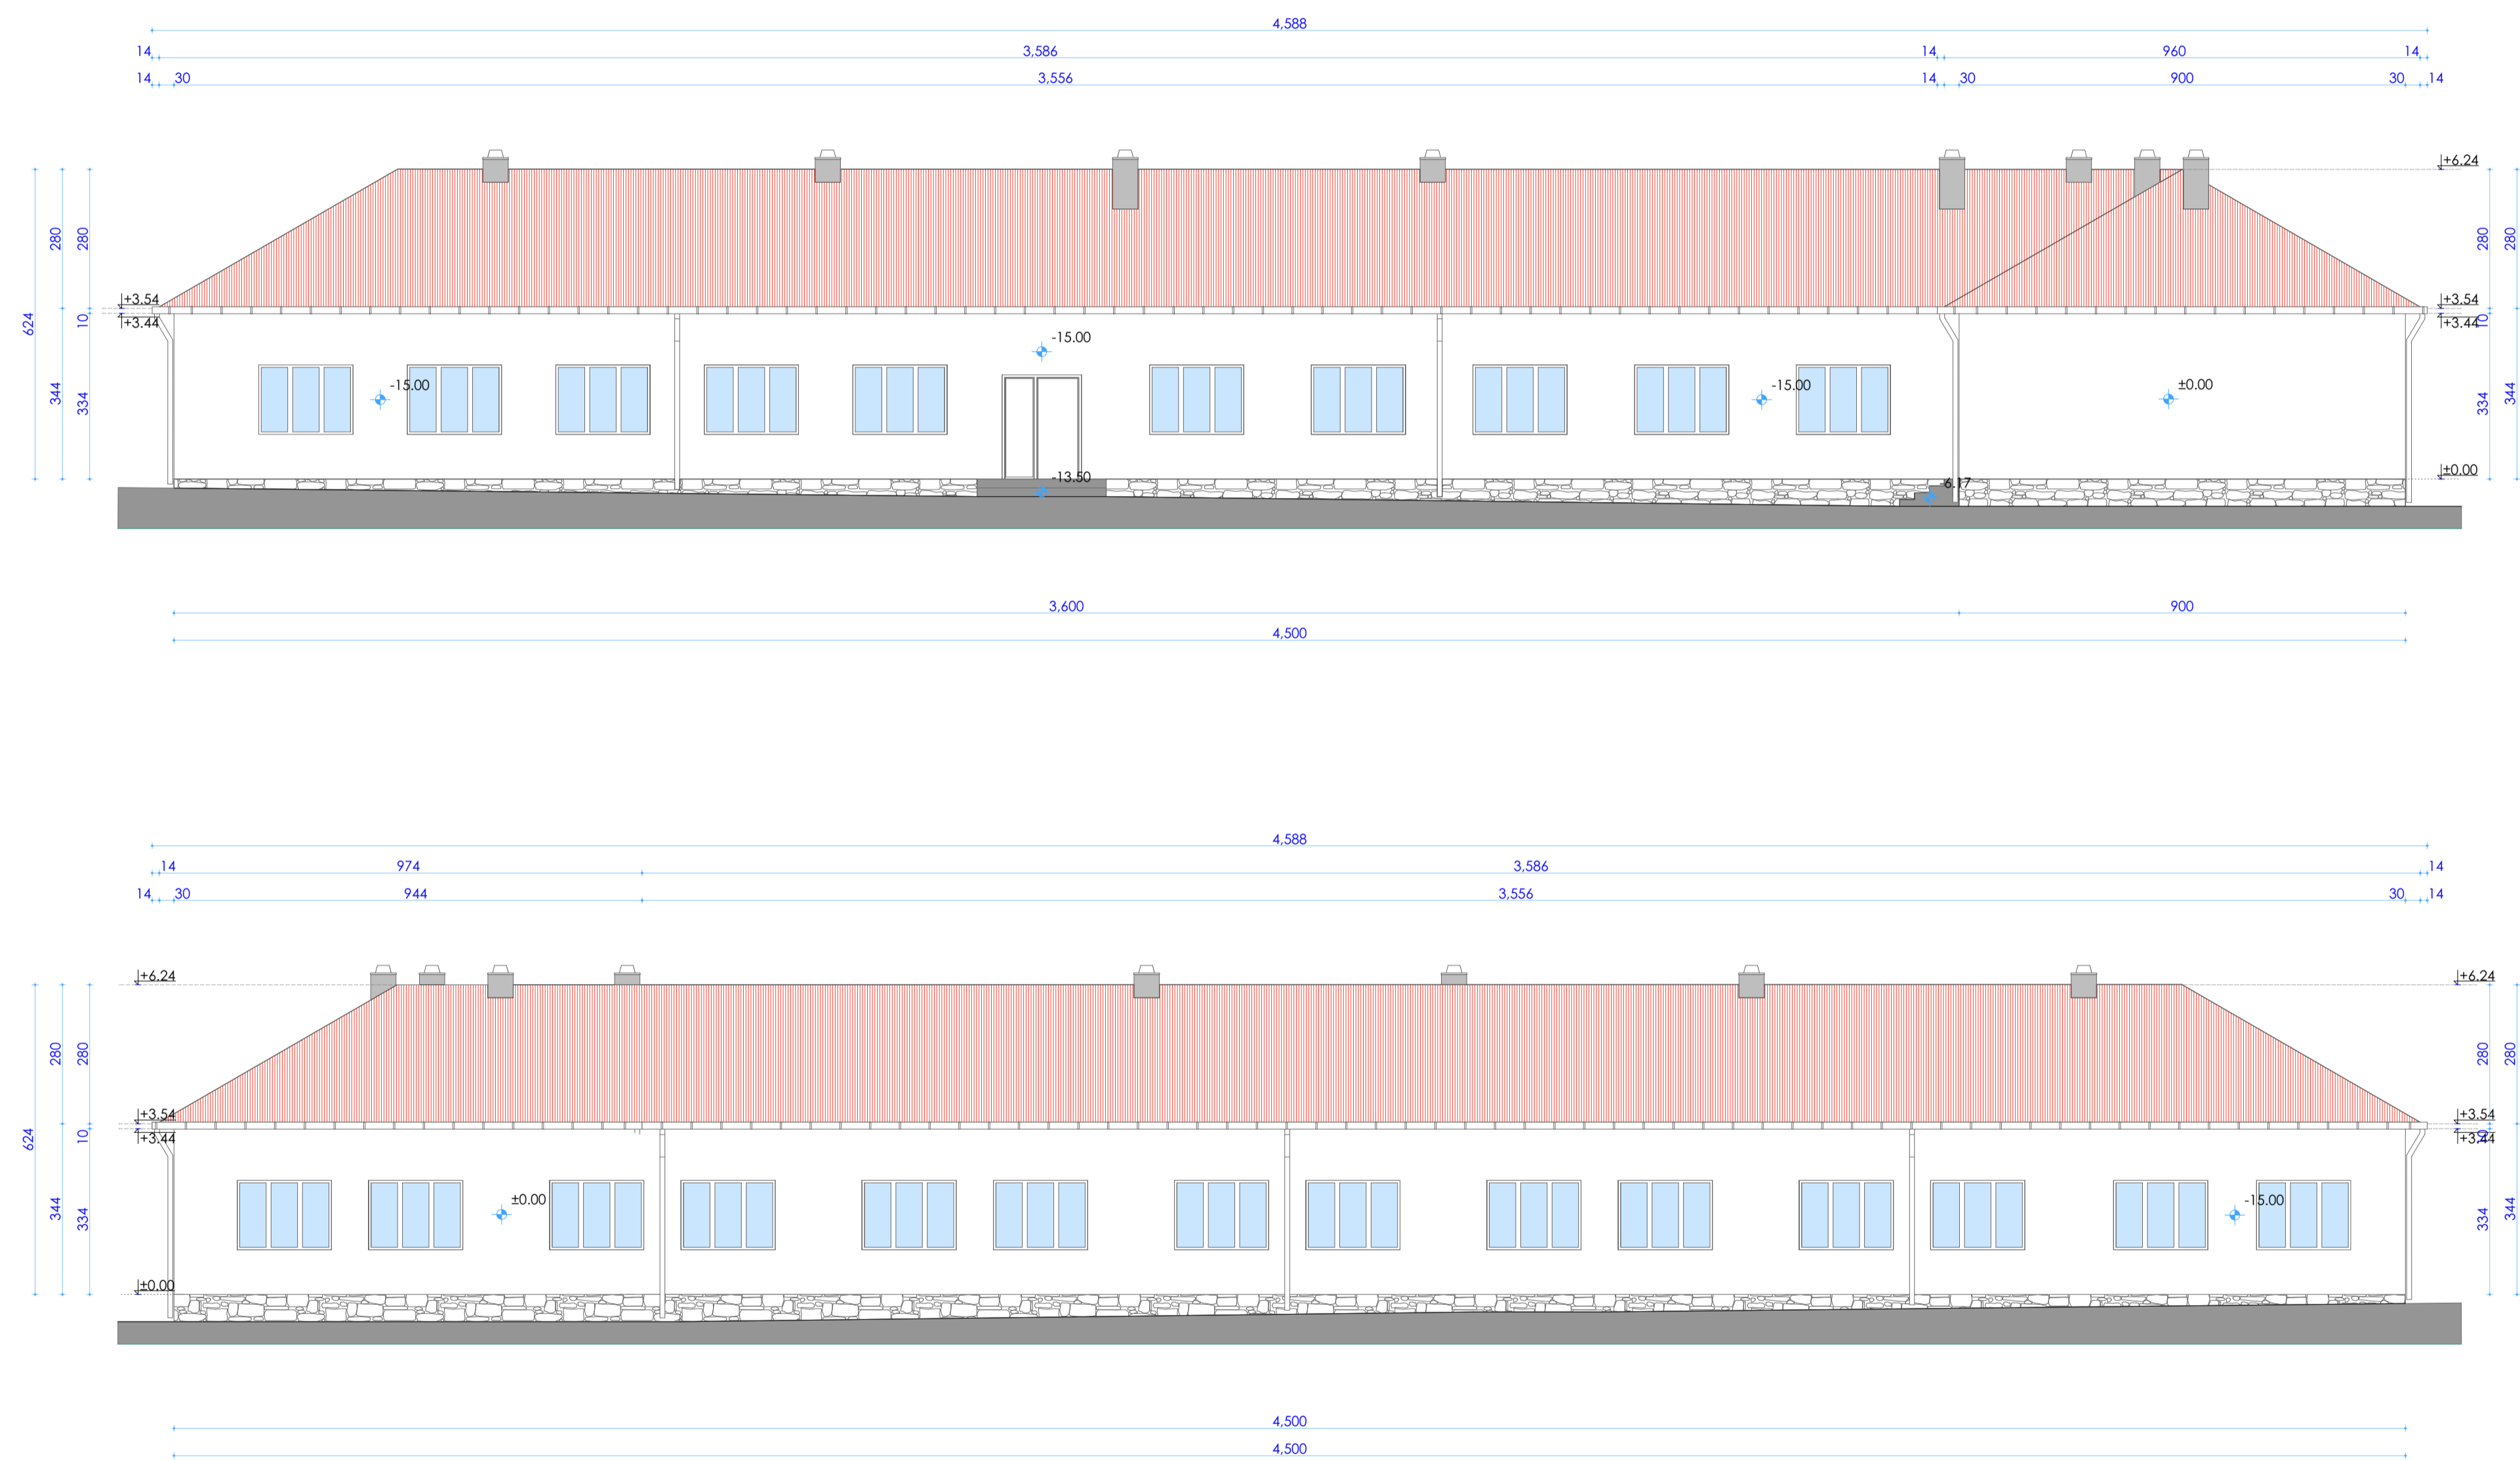 4,588
14 3,586 14 960 14
14 30 3,556 14 30 900 30 14
+6.24
280 280 280 280
+3.54 +3.54
+3.44 +3.44
10 10
624
-15.00
-15.00 -15.00 ±0.00
344 334 334 344
±0.00
-13.50
-6.17
3,600 900
4,500
4,588
14 974 3,586 14
14 30 944 3,556 30 14
+6.24 +6.24
280 280 280 280
+3.54 +3.54
+3.44 +3.44
10 10
624
±0.00 -15.00
344 334 334 344
±0.00
4,500
4,500